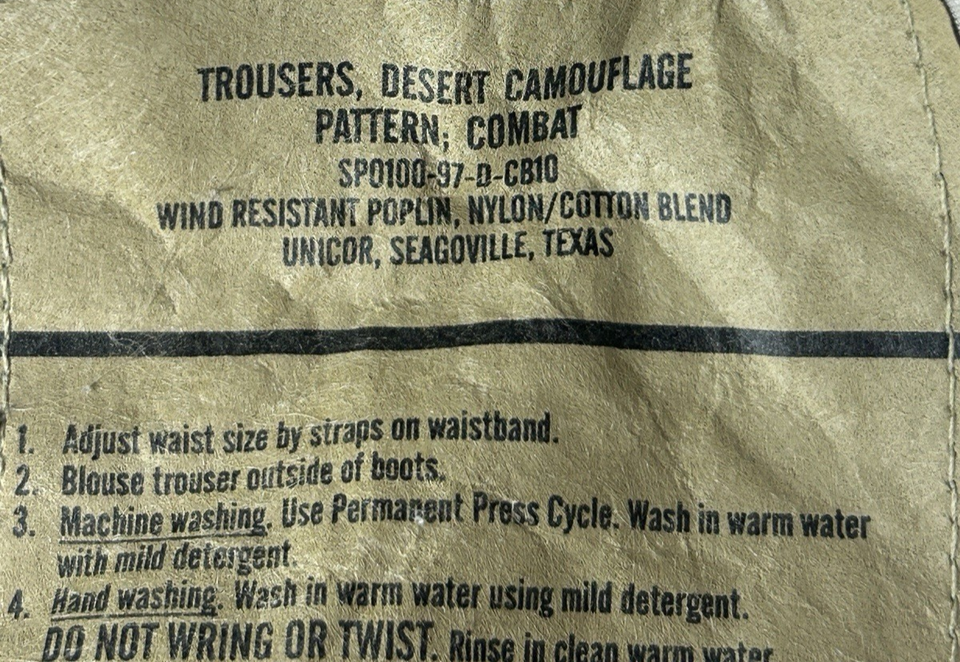 TROUSERS, DESERT CAMOUFLAGE
PATTERN; COMBAT
SPO100-97-D-CB10
WIND RESISTANT POPLIN, NYLON/COTTON BLEND
UNICOR, SEAGOVILLE, TEXAS
1. Adjust waist size by straps on waistband.
2. Blouse trouser outside of boots.
3. Machine washing. Use Permanent Press Cycle. Wash in warm water
with mild detergent.
4. Hand washing. Wash in warm water using mild detergent.
DO NOT WRING OR TWIST. Rinse in clean warm water.